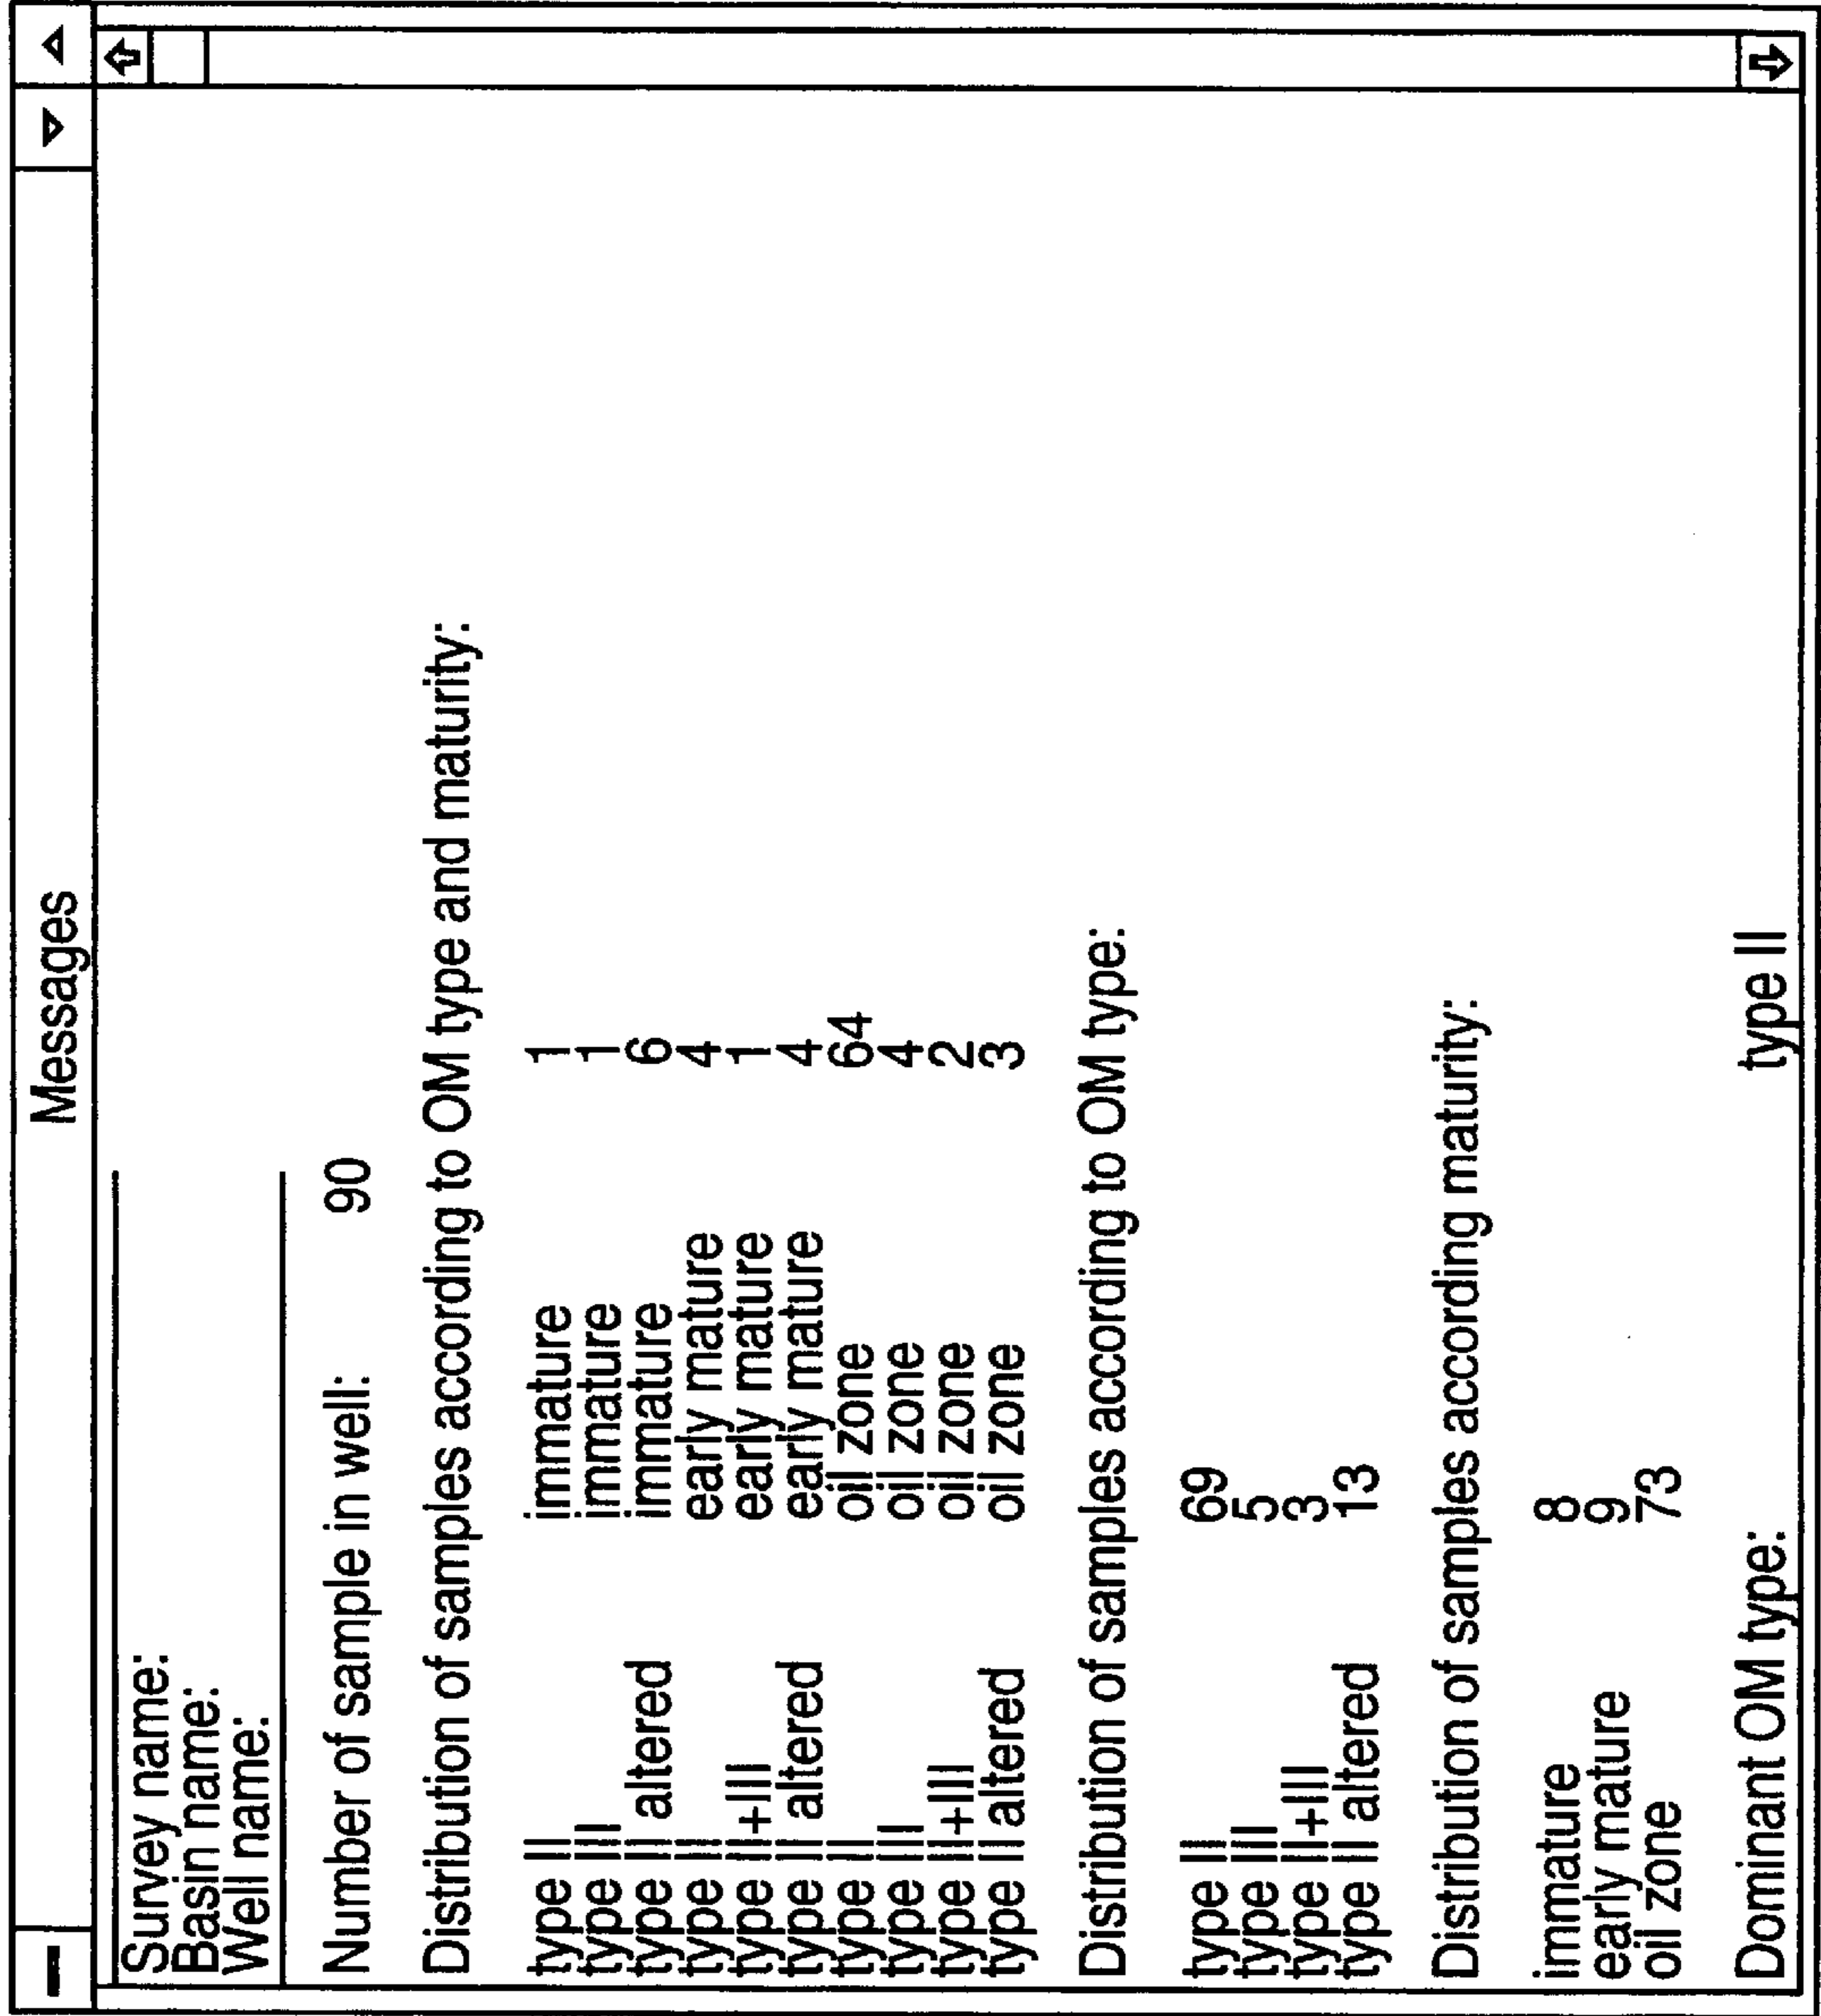 Messages
Survey name:
Basin name:
Well name:
Number of sample in well: 90
Distribution of samples according to OM type and maturity:
type II immature 1
type III immature 1
type II altered immature 6
type II early mature 4
type II+III early mature 1
type II altered early mature 4
type II oil zone 64
type III oil zone 4
type II+III oil zone 2
type II altered oil zone 3
Distribution of samples according to OM type:
type II 69
type III 5
type II+III 3
type II altered 13
Distribution of samples according maturity:
immature 8
early mature 9
oil zone 73
Dominant OM type: type II